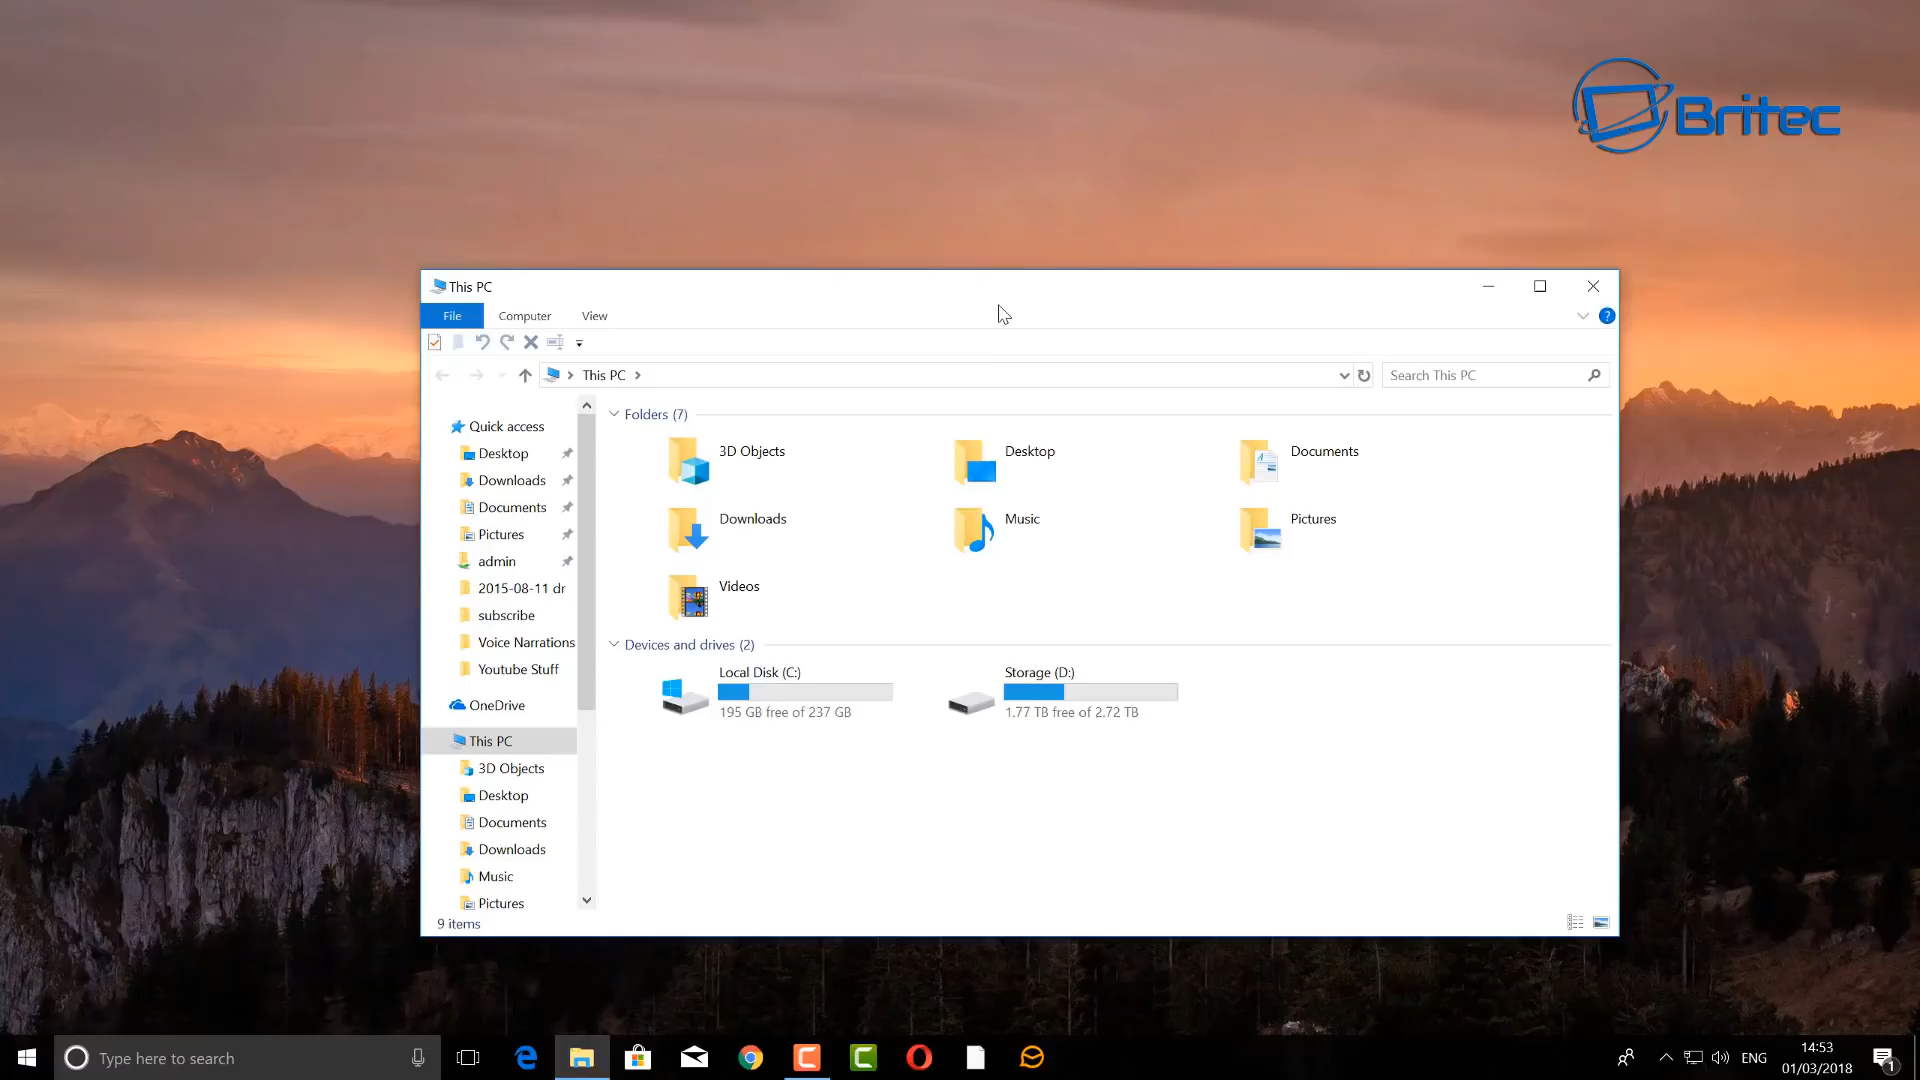 Britec
This PC
File Computer View
This PC
Search This PC
Quick access
Desktop
Downloads
Documents
Pictures
admin
2015-08-11 dr
subscribe
Voice Narrations
Youtube Stuff
OneDrive
This PC
3D Objects
Desktop
Documents
Downloads
Music
Pictures
Folders (7)
3D Objects Desktop Documents
Downloads Music Pictures
Videos
Devices and drives (2)
Local Disk (C:) Storage (D:)
195 GB free of 237 GB 1.77 TB free of 2.72 TB
9 items
Type here to search
ENG
14:53
01/03/2018
1